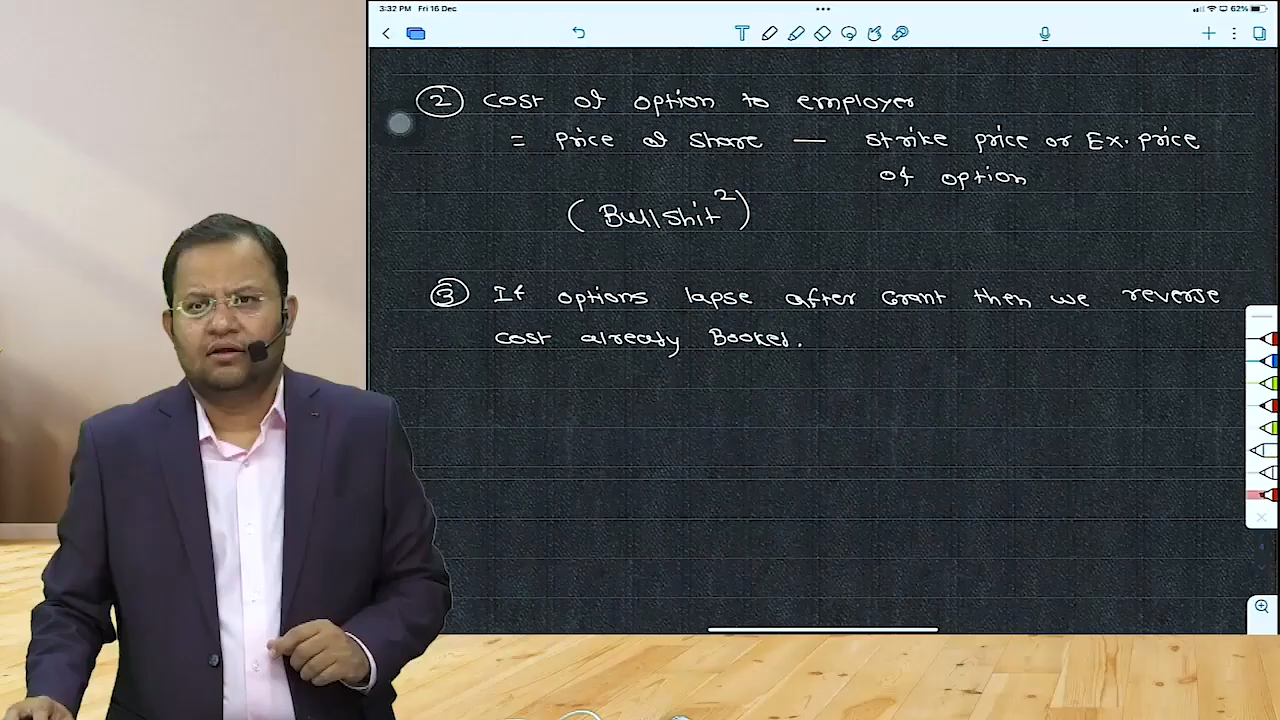 3:32 PM Fri 16 Dec
62%
② Cost of option to employer
= Price of share — strike price or Ex. price
of option
(Bullshit²)
③ If options lapse after Grant then we reverse
cost already Booked.